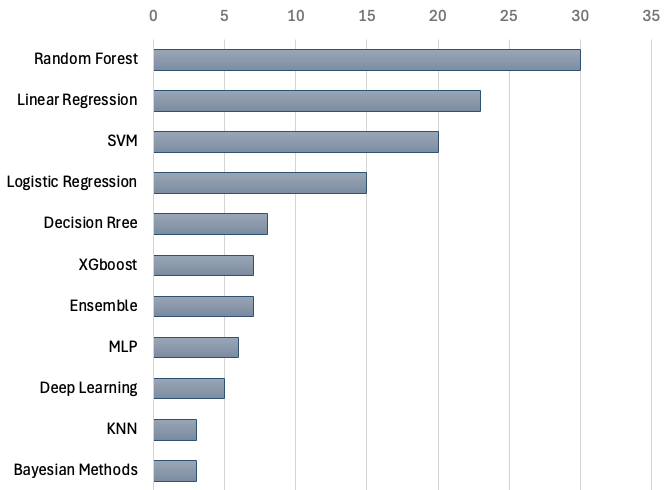 0 5 10 15 20 25 30 35
Random Forest
Linear Regression
SVM
Logistic Regression
Decision Rree
XGboost
Ensemble
MLP
Deep Learning
KNN
Bayesian Methods